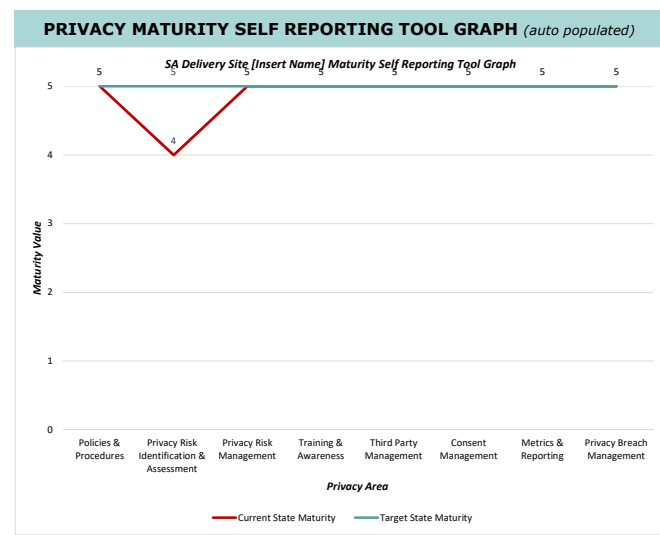 PRIVACY MATURITY SELF REPORTING TOOL GRAPH (auto populated)
SA Delivery Site [Insert Name] Maturity Self Reporting Tool Graph
5 5 5 5 5 5 5 5
5
4
4
3
2
1
0
Maturity Value
Policies & Procedures
Privacy Risk Identification & Assessment
Privacy Risk Management
Training & Awareness
Third Party Management
Consent Management
Metrics & Reporting
Privacy Breach Management
Privacy Area
Current State Maturity
Target State Maturity